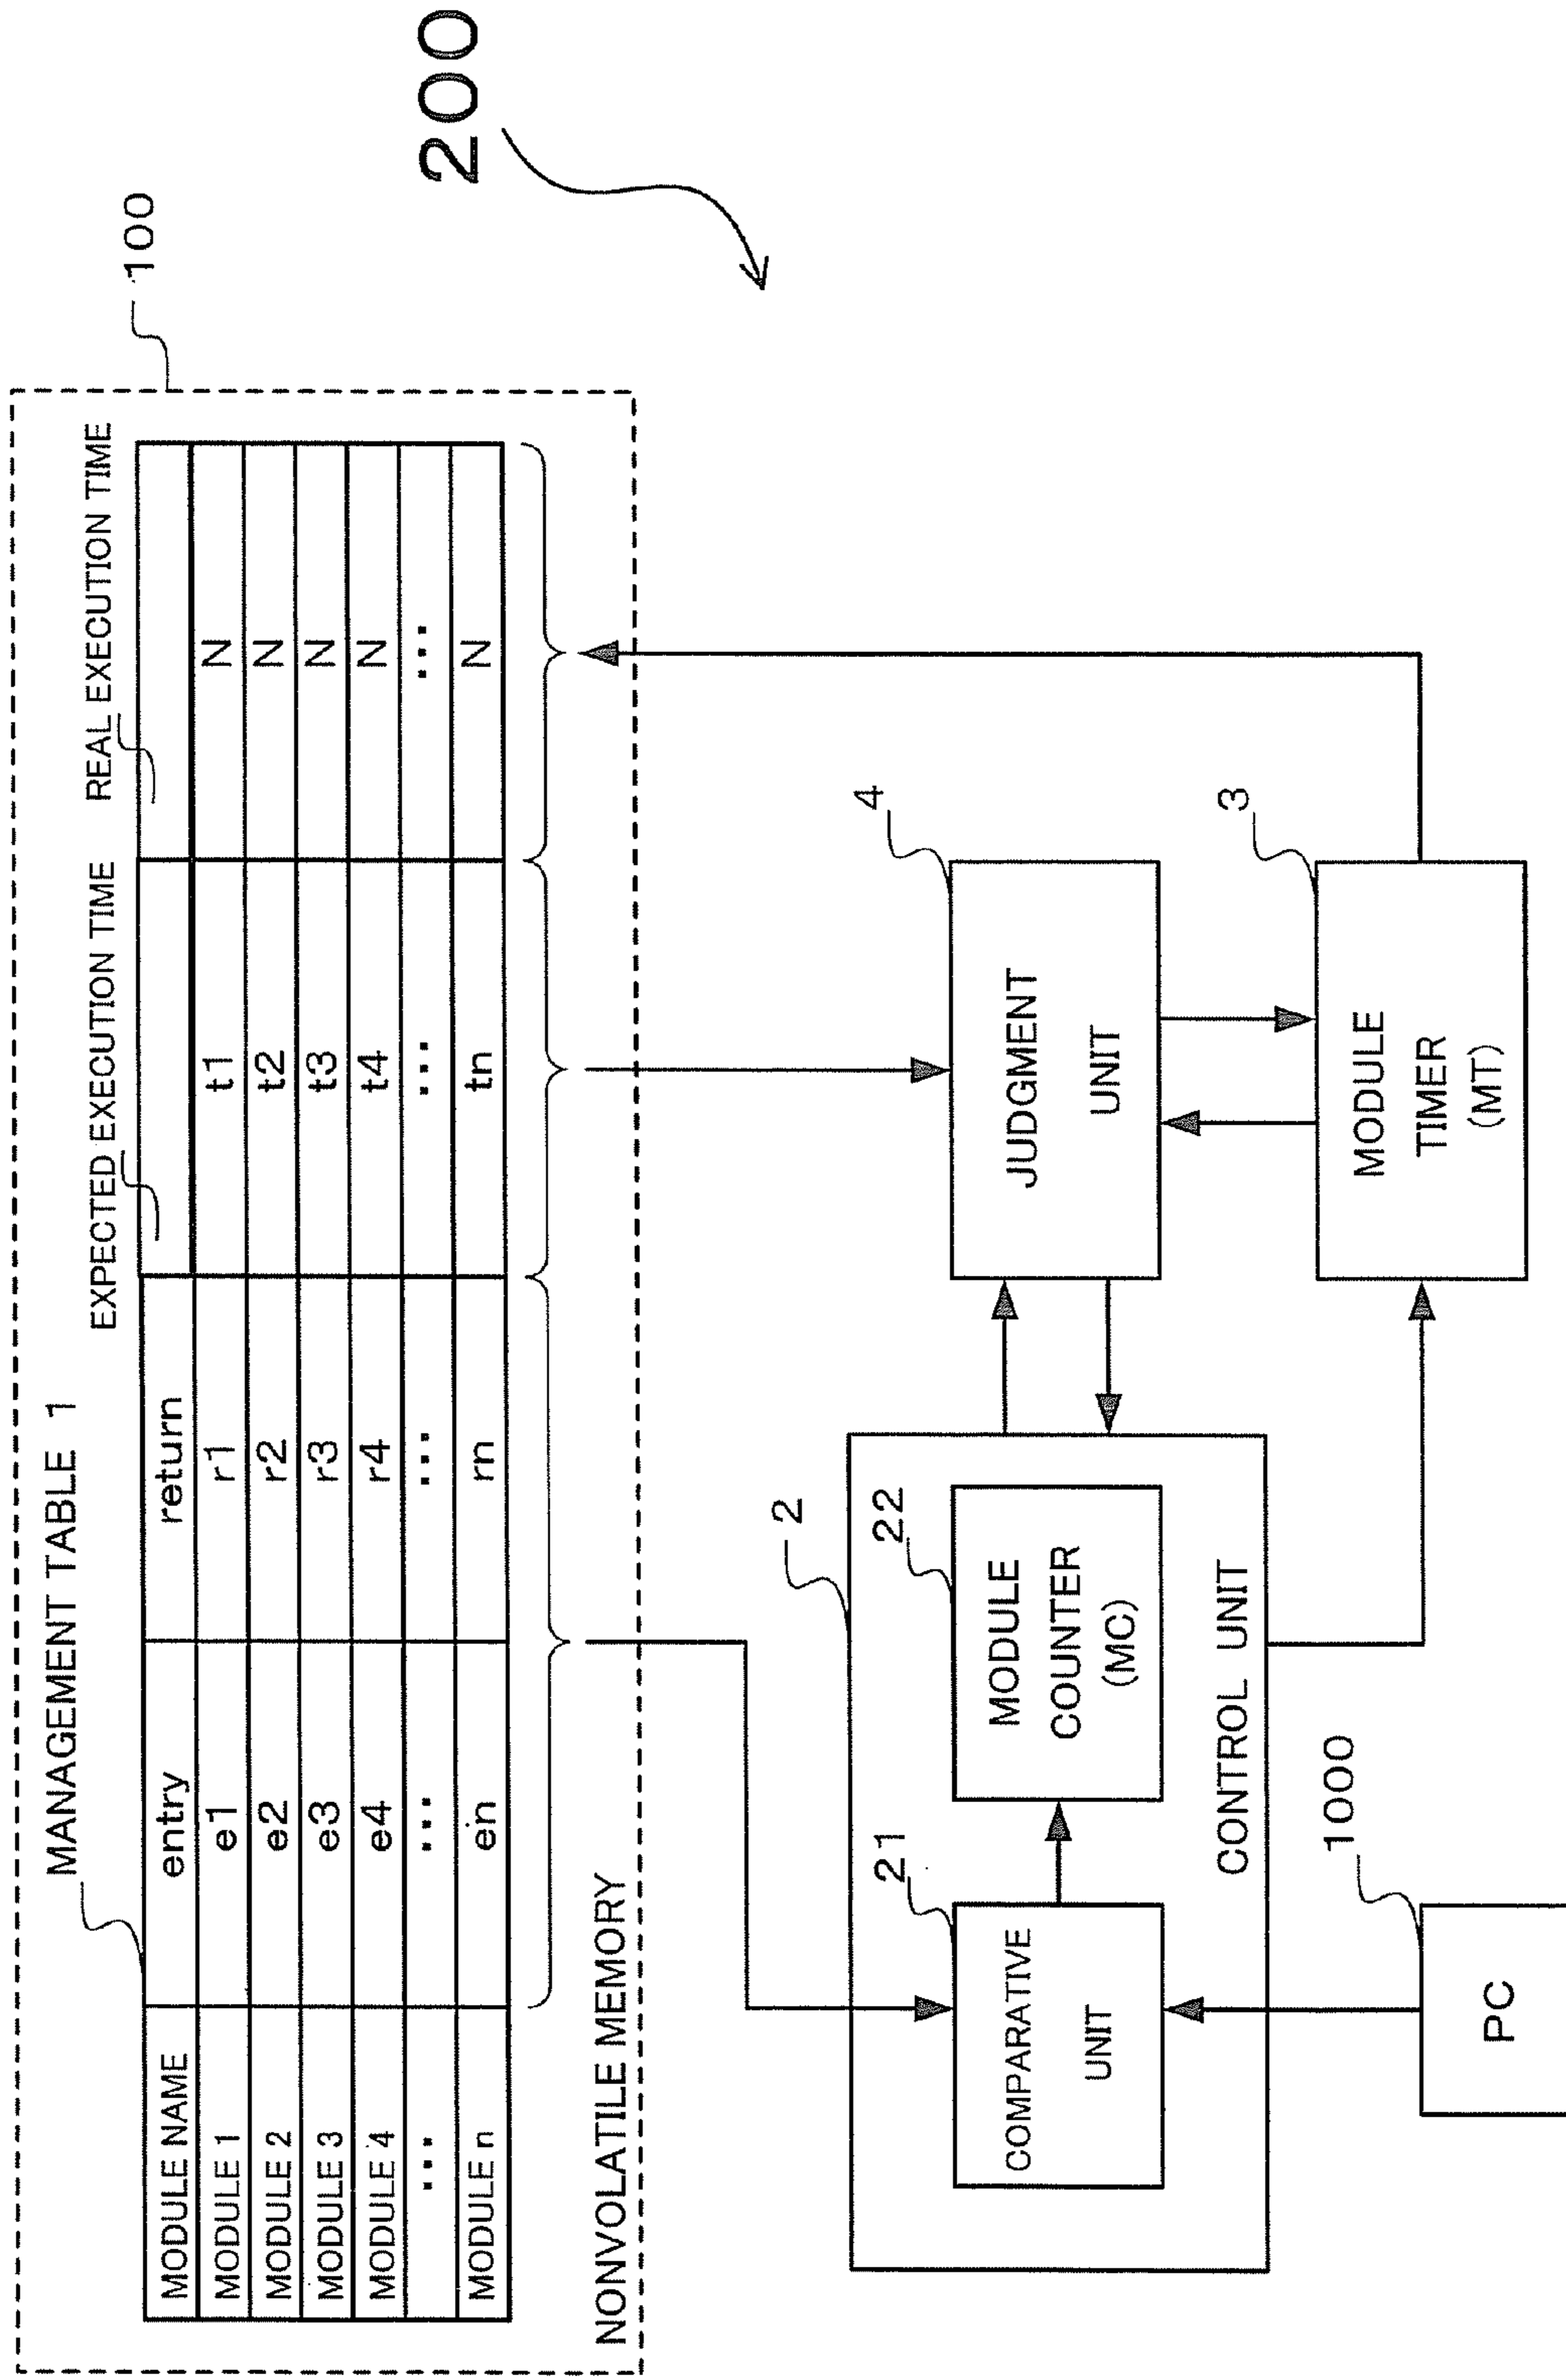 200
100
MANAGEMENT TABLE 1
EXPECTED EXECUTION TIME
REAL EXECUTION TIME
MODULE NAME entry return
MODULE 1 e1 r1 t1 N
MODULE 2 e2 r2 t2 N
MODULE 3 e3 r3 t3 N
MODULE 4 e4 r4 t4 N
... ... ... ... ...
MODULE n en rn tn N
NONVOLATILE MEMORY
2
21
COMPARATIVE
UNIT
22
MODULE
COUNTER
(MC)
CONTROL UNIT
4
JUDGMENT
UNIT
3
MODULE
TIMER
(MT)
1000
PC